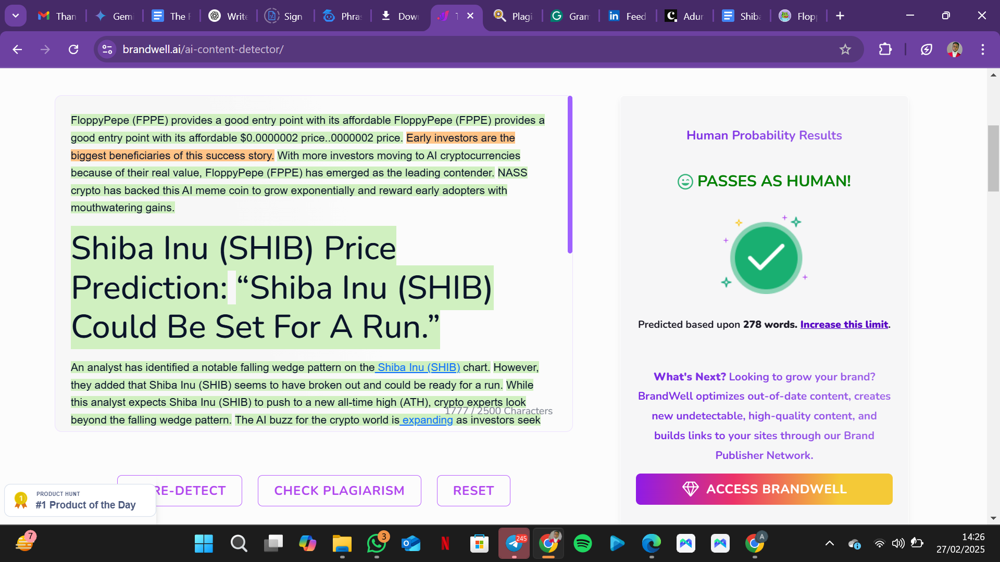 Than
Gemi
The F
Write
Sign
Phras
Dow
Plagi
Gram
in
Feed
Adur
Shiba
Flopp
brandwell.ai/ai-content-detector/
FloppyPepe (FPPE) provides a good entry point with its affordable FloppyPepe (FPPE) provides a
good entry point with its affordable $0.0000002 price..0000002 price. Early investors are the
biggest beneficiaries of this success story. With more investors moving to AI cryptocurrencies
because of their real value, FloppyPepe (FPPE) has emerged as the leading contender. NASS
crypto has backed this AI meme coin to grow exponentially and reward early adopters with
mouthwatering gains.
Shiba Inu (SHIB) Price
Prediction: “Shiba Inu (SHIB)
Could Be Set For A Run.”
An analyst has identified a notable falling wedge pattern on the Shiba Inu (SHIB) chart. However,
they added that Shiba Inu (SHIB) seems to have broken out and could be ready for a run. While
this analyst expects Shiba Inu (SHIB) to push to a new all-time high (ATH), crypto experts look
beyond the falling wedge pattern. The AI buzz for the crypto world is expanding as investors seek
1777 / 2500 Characters
RE-DETECT
CHECK PLAGIARISM
RESET
PRODUCT HUNT
#1 Product of the Day
1
Human Probability Results
PASSES AS HUMAN!
Predicted based upon 278 words. Increase this limit.
What's Next? Looking to grow your brand?
BrandWell optimizes out-of-date content, creates
new undetectable, high-quality content, and
builds links to your sites through our Brand
Publisher Network.
ACCESS BRANDWELL
7
3
245
A
14:26
27/02/2025